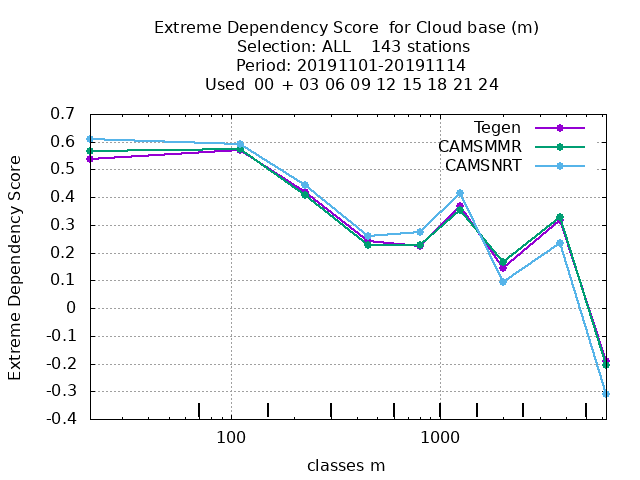 Extreme Dependency Score  for Cloud base (m)
Selection: ALL    143 stations
Period: 20191101-20191114
Used  00  + 03 06 09 12 15 18 21 24
Tegen
CAMSMMR
CAMSNRT
Extreme Dependency Score
0.7
0.6
0.5
0.4
0.3
0.2
0.1
0
-0.1
-0.2
-0.3
-0.4
100
1000
classes m